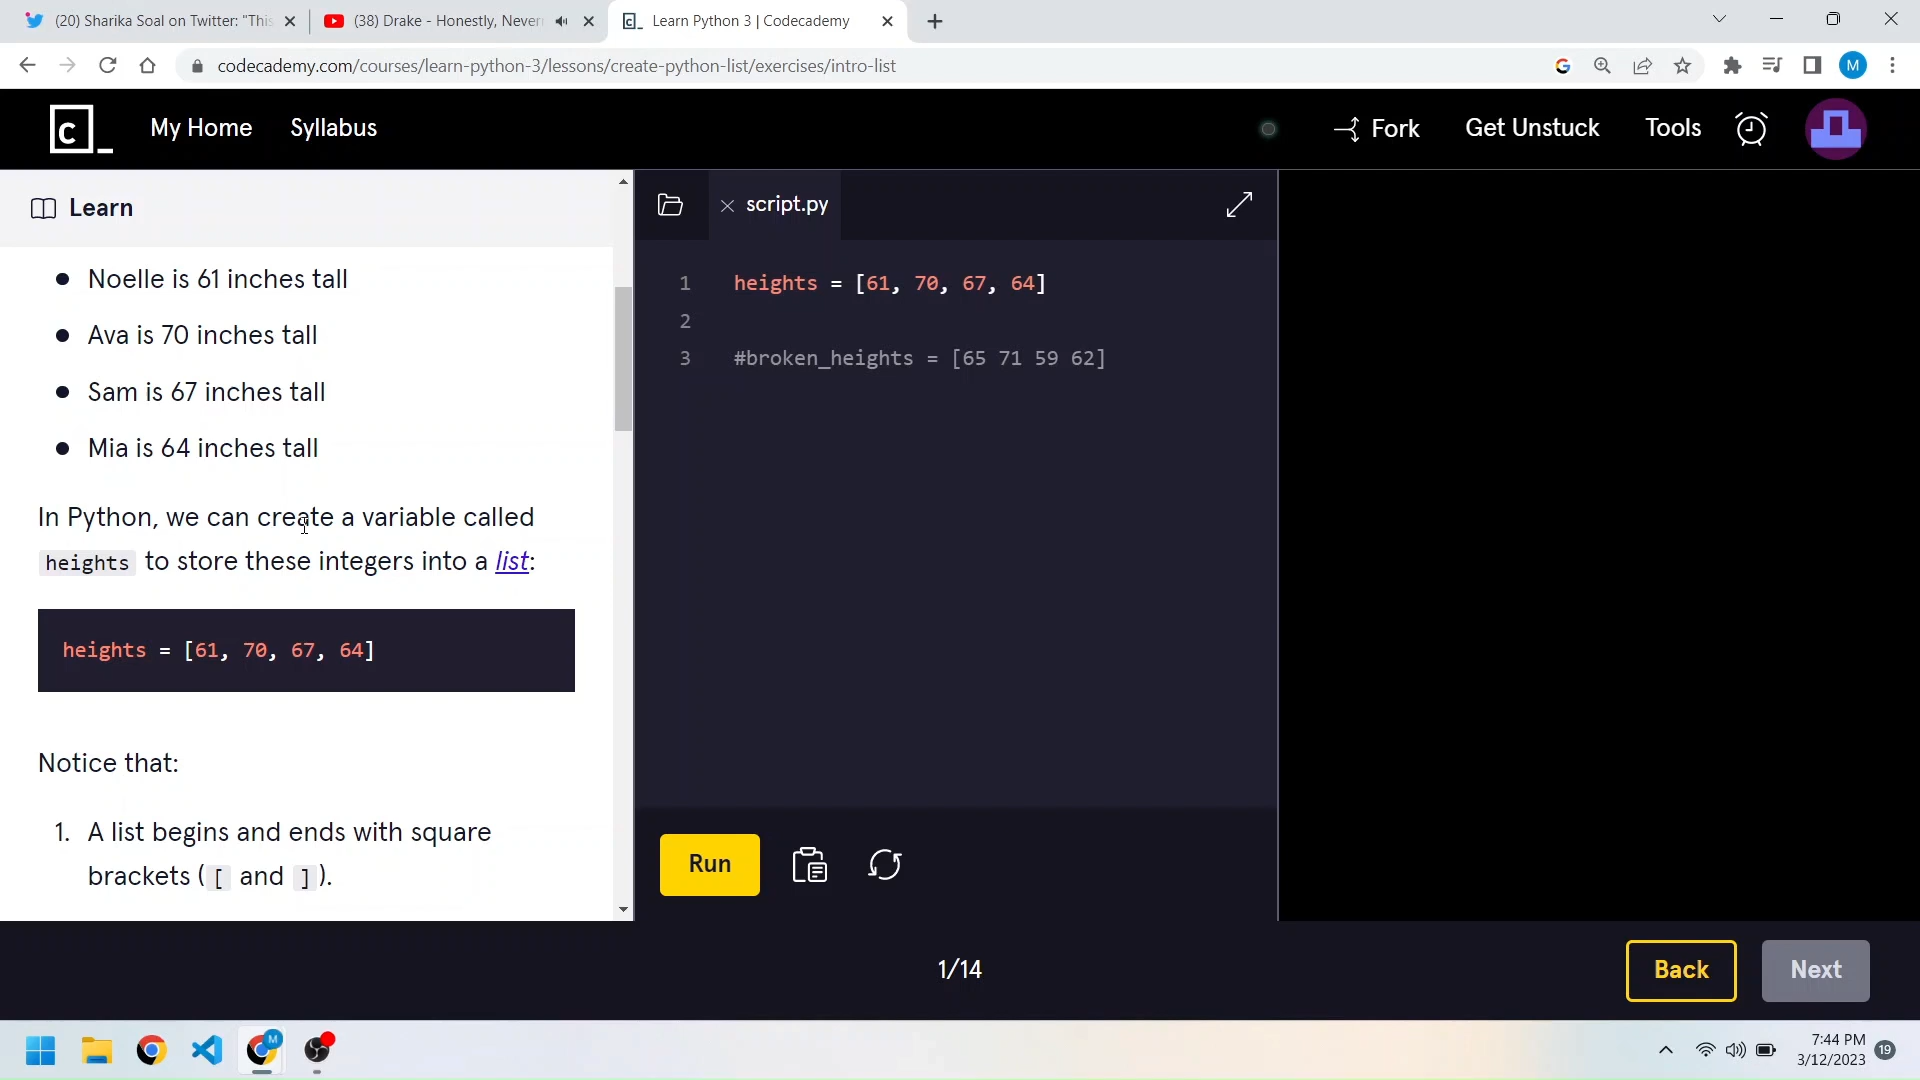 (20) Sharika Soal on Twitter: "This
(38) Drake - Honestly, Never
Learn Python 3 | Codecademy
codecademy.com/courses/learn-python-3/lessons/create-python-list/exercises/intro-list
M
c
My Home
Syllabus
Fork
Get Unstuck
Tools
Learn
Noelle is 61 inches tall
Ava is 70 inches tall
Sam is 67 inches tall
Mia is 64 inches tall
In Python, we can create a variable called
heights to store these integers into a list:
heights = [61, 70, 67, 64]
Notice that:
1. A list begins and ends with square
brackets ( [ and ] ).
script.py
1 heights = [61, 70, 67, 64]
2
3 #broken_heights = [65 71 59 62]
Run
1/14
Back
Next
M
7:44 PM
3/12/2023
19